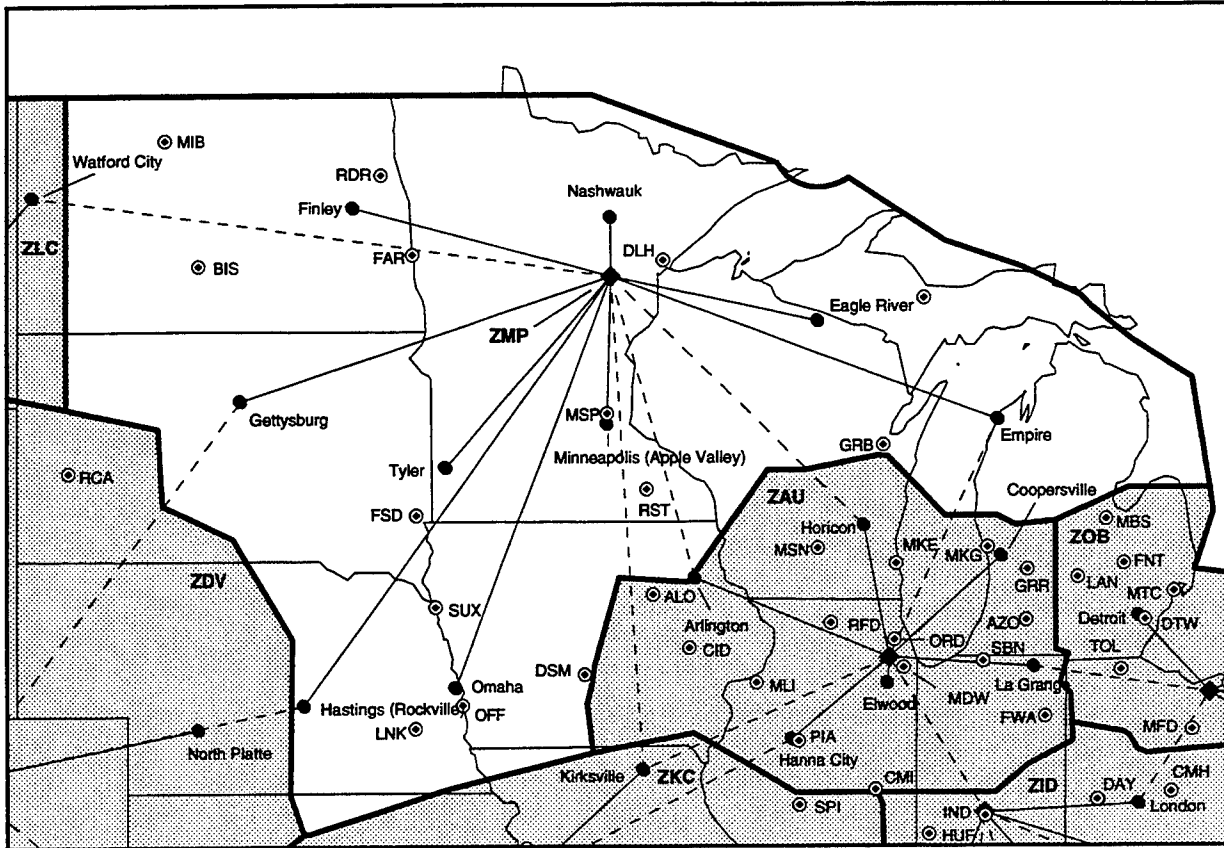 MIB
Watford City
RDR
Nashwauk
Finley
ZLC
BIS
FAR
DLH
Eagle River
ZMP
Gettysburg
MSP
Empire
GRB
Minneapolis (Apple Valley)
Tyler
RCA
ZAU
Coopersville
RST
FSD
Horicon
MBS
ZOB
MSN
MKE
MKG
FNT
ZDV
GRR
LAN
MTC
ALO
SUX
Arlington
RFD
ORD
AZO
Detroit
DTW
CID
SBN
TOL
DSM
MLI
Omaha
Elwood
MDW
La Grange
Hastings (Rockville)
OFF
FWA
LNK
MFD
North Platte
PIA
Hanna City
Kirksville
ZKC
CMI
ZID
CMH
DAY
SPI
London
IND
HUF